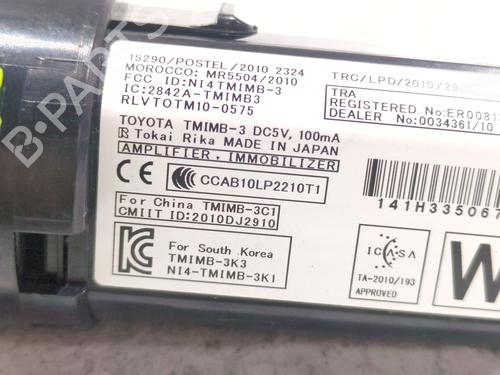 15290/POSTEL/2010 2324
MOROCCO: MR5504/2010
FCC ID:NI4TMIMB-3
IC:2842A-TMIMB3
RLVTOTM10-0575
TRC/LPD/2010/28
TRA
REGISTERED No:ER0081
DEALER No:0034361/10
TOYOTA TMIMB-3 DC5V, 100mA
Tokai Rika MADE IN JAPAN
AMPLIFIER, IMMOBILISER
CE CCAB10LP2210T1
For China TMIMB-3C1
CMIIT ID:2010DJ2910
141H335067
For South Korea
TMIMB-3K3
NI4-TMIMB-3K1
ICASA
TA-2010/193
APPROVED
W